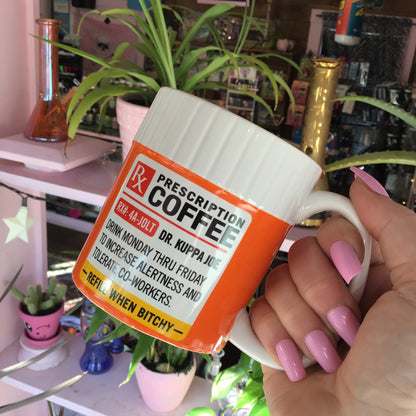 Rx PRESCRIPTION
COFFEE
RX#: 4A-JOLT DR. KUPPA JOE
DRINK MONDAY THRU FRIDAY
TO INCREASE ALERTNESS AND
TOLERATE CO-WORKERS.
REFILL WHEN BITCHY